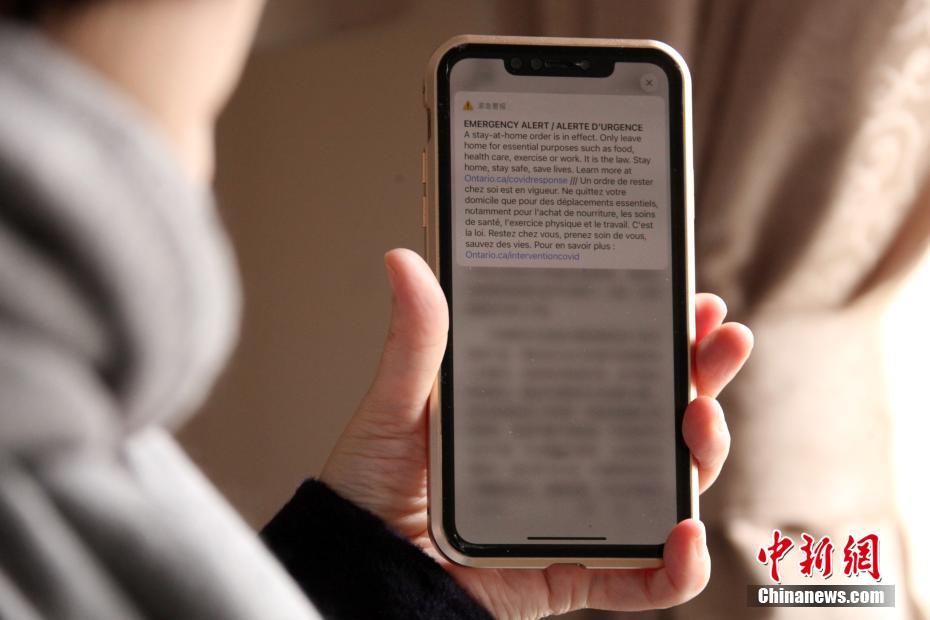 紧急警报
EMERGENCY ALERT / ALERTE D'URGENCE
A stay-at-home order is in effect. Only leave
home for essential purposes such as food,
health care, exercise or work. It is the law. Stay
home, stay safe, save lives. Learn more at
Ontario.ca/covidresponse /// Un ordre de rester
chez soi est en vigueur. Ne quittez votre
domicile que pour des déplacements essentiels,
notamment pour l'achat de nourriture, les soins
de santé, l'exercice physique et le travail. C'est
la loi. Restez chez vous, prenez soin de vous,
sauvez des vies. Pour en savoir plus :
Ontario.ca/interventioncovid
中新網
Chinanews.com